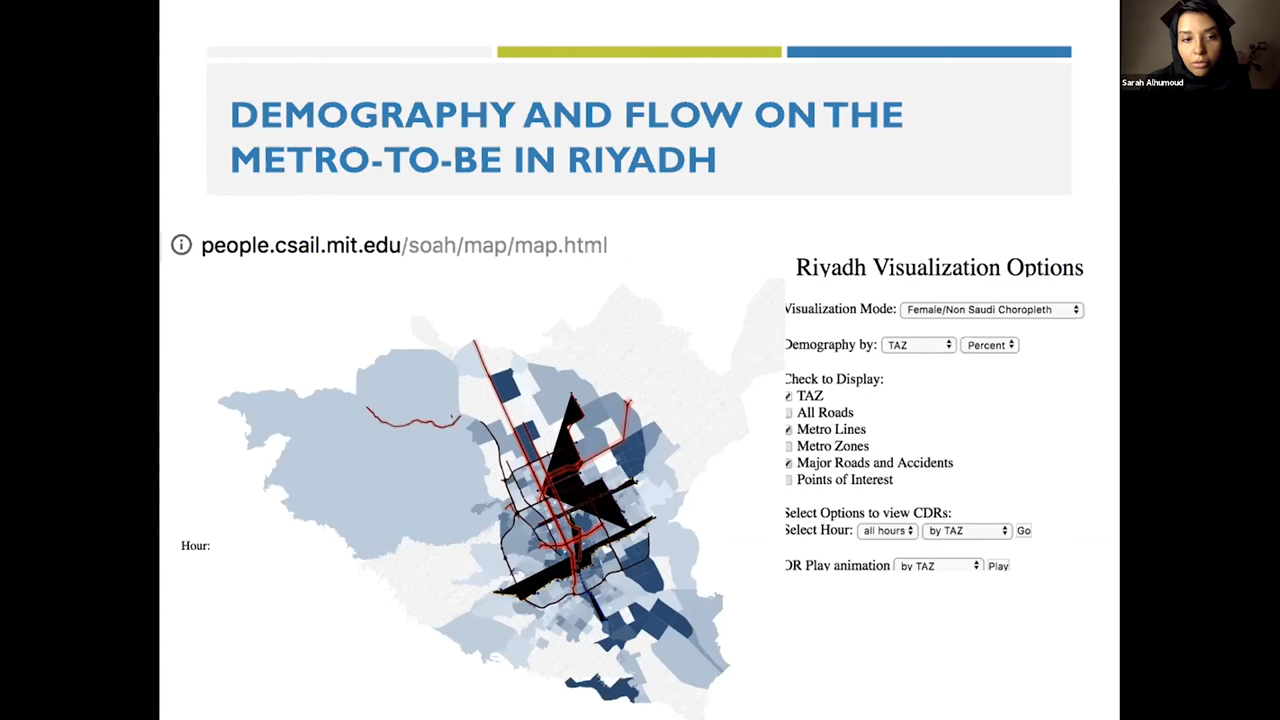 Sarah Alhumoud
DEMOGRAPHY AND FLOW ON THE
METRO-TO-BE IN RIYADH
people.csail.mit.edu/soah/map/map.html
Riyadh Visualization Options
Visualization Mode: Female/Non Saudi Choropleth
Demography by: TAZ Percent
Check to Display:
TAZ
All Roads
Metro Lines
Metro Zones
Major Roads and Accidents
Points of Interest
Select Options to view CDRs:
Select Hour: all hours by TAZ Go
OR Play animation by TAZ Play
Hour: